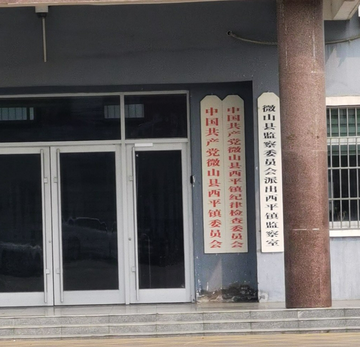 中国共产党微山县西平镇委员会
中国共产党微山县西平镇纪律检查委员会
微山县监察委员会派出西平镇监察室